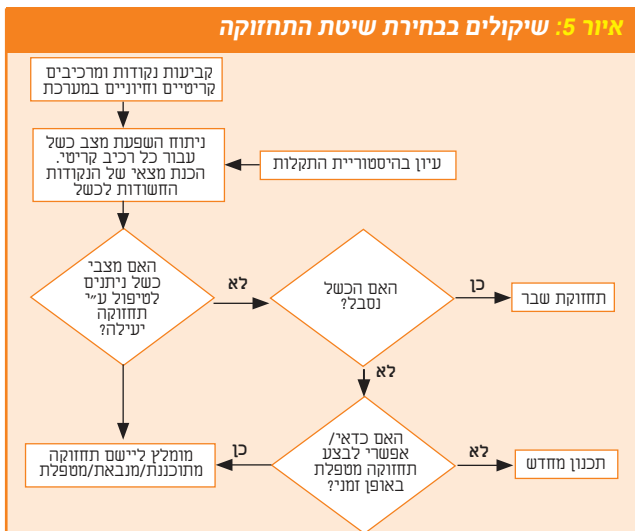 איור 5: שיקולים בבחירת שיטת התחזוקה
קביעות נקודות ומרכיבים
קריטיים וחיוניים במערכת
ניתוח השפעת מצב כשל
עבור כל רכיב קריטי.
הכנת מצאי של הנקודות
החשודות לכשל
עיון בהיסטוריית התקלות
האם מצבי
כשל ניתנים
לטיפול ע״י
תחזוקה
יעילה?
לא
האם הכשל
נסבל?
כן
תחזוקת שבר
לא
האם כדאי/
אפשרי לבצע
תחזוקה מטפלת
באופן זמני?
כן
מומלץ ליישם תחזוקה
מתוכננת/מנבאת/מטפלת
לא
תכנון מחדש